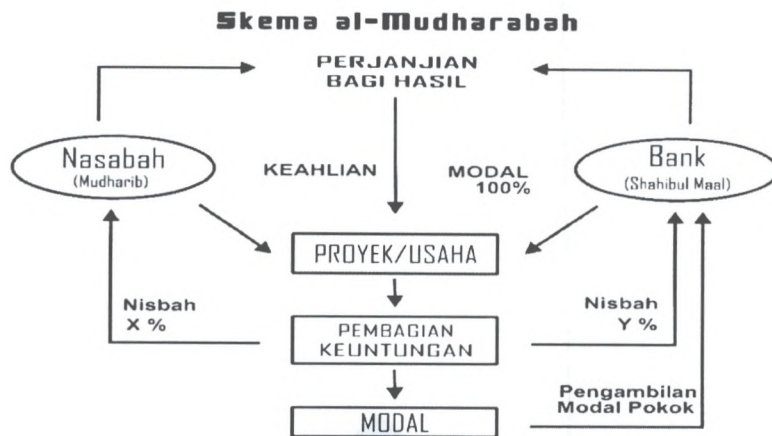 Skema al-Mudharabah
PERJANJIAN
BAGI HASIL
Nasabah
(Mudharib)
KEAHLIAN
MODAL
100%
Bank
(Shahibul Maal)
PROYEK/USAHA
Nisbah
X %
PEMBAGIAN
KEUNTUNGAN
Nisbah
Y %
MODAL
Pengambilan
Modal Pokok